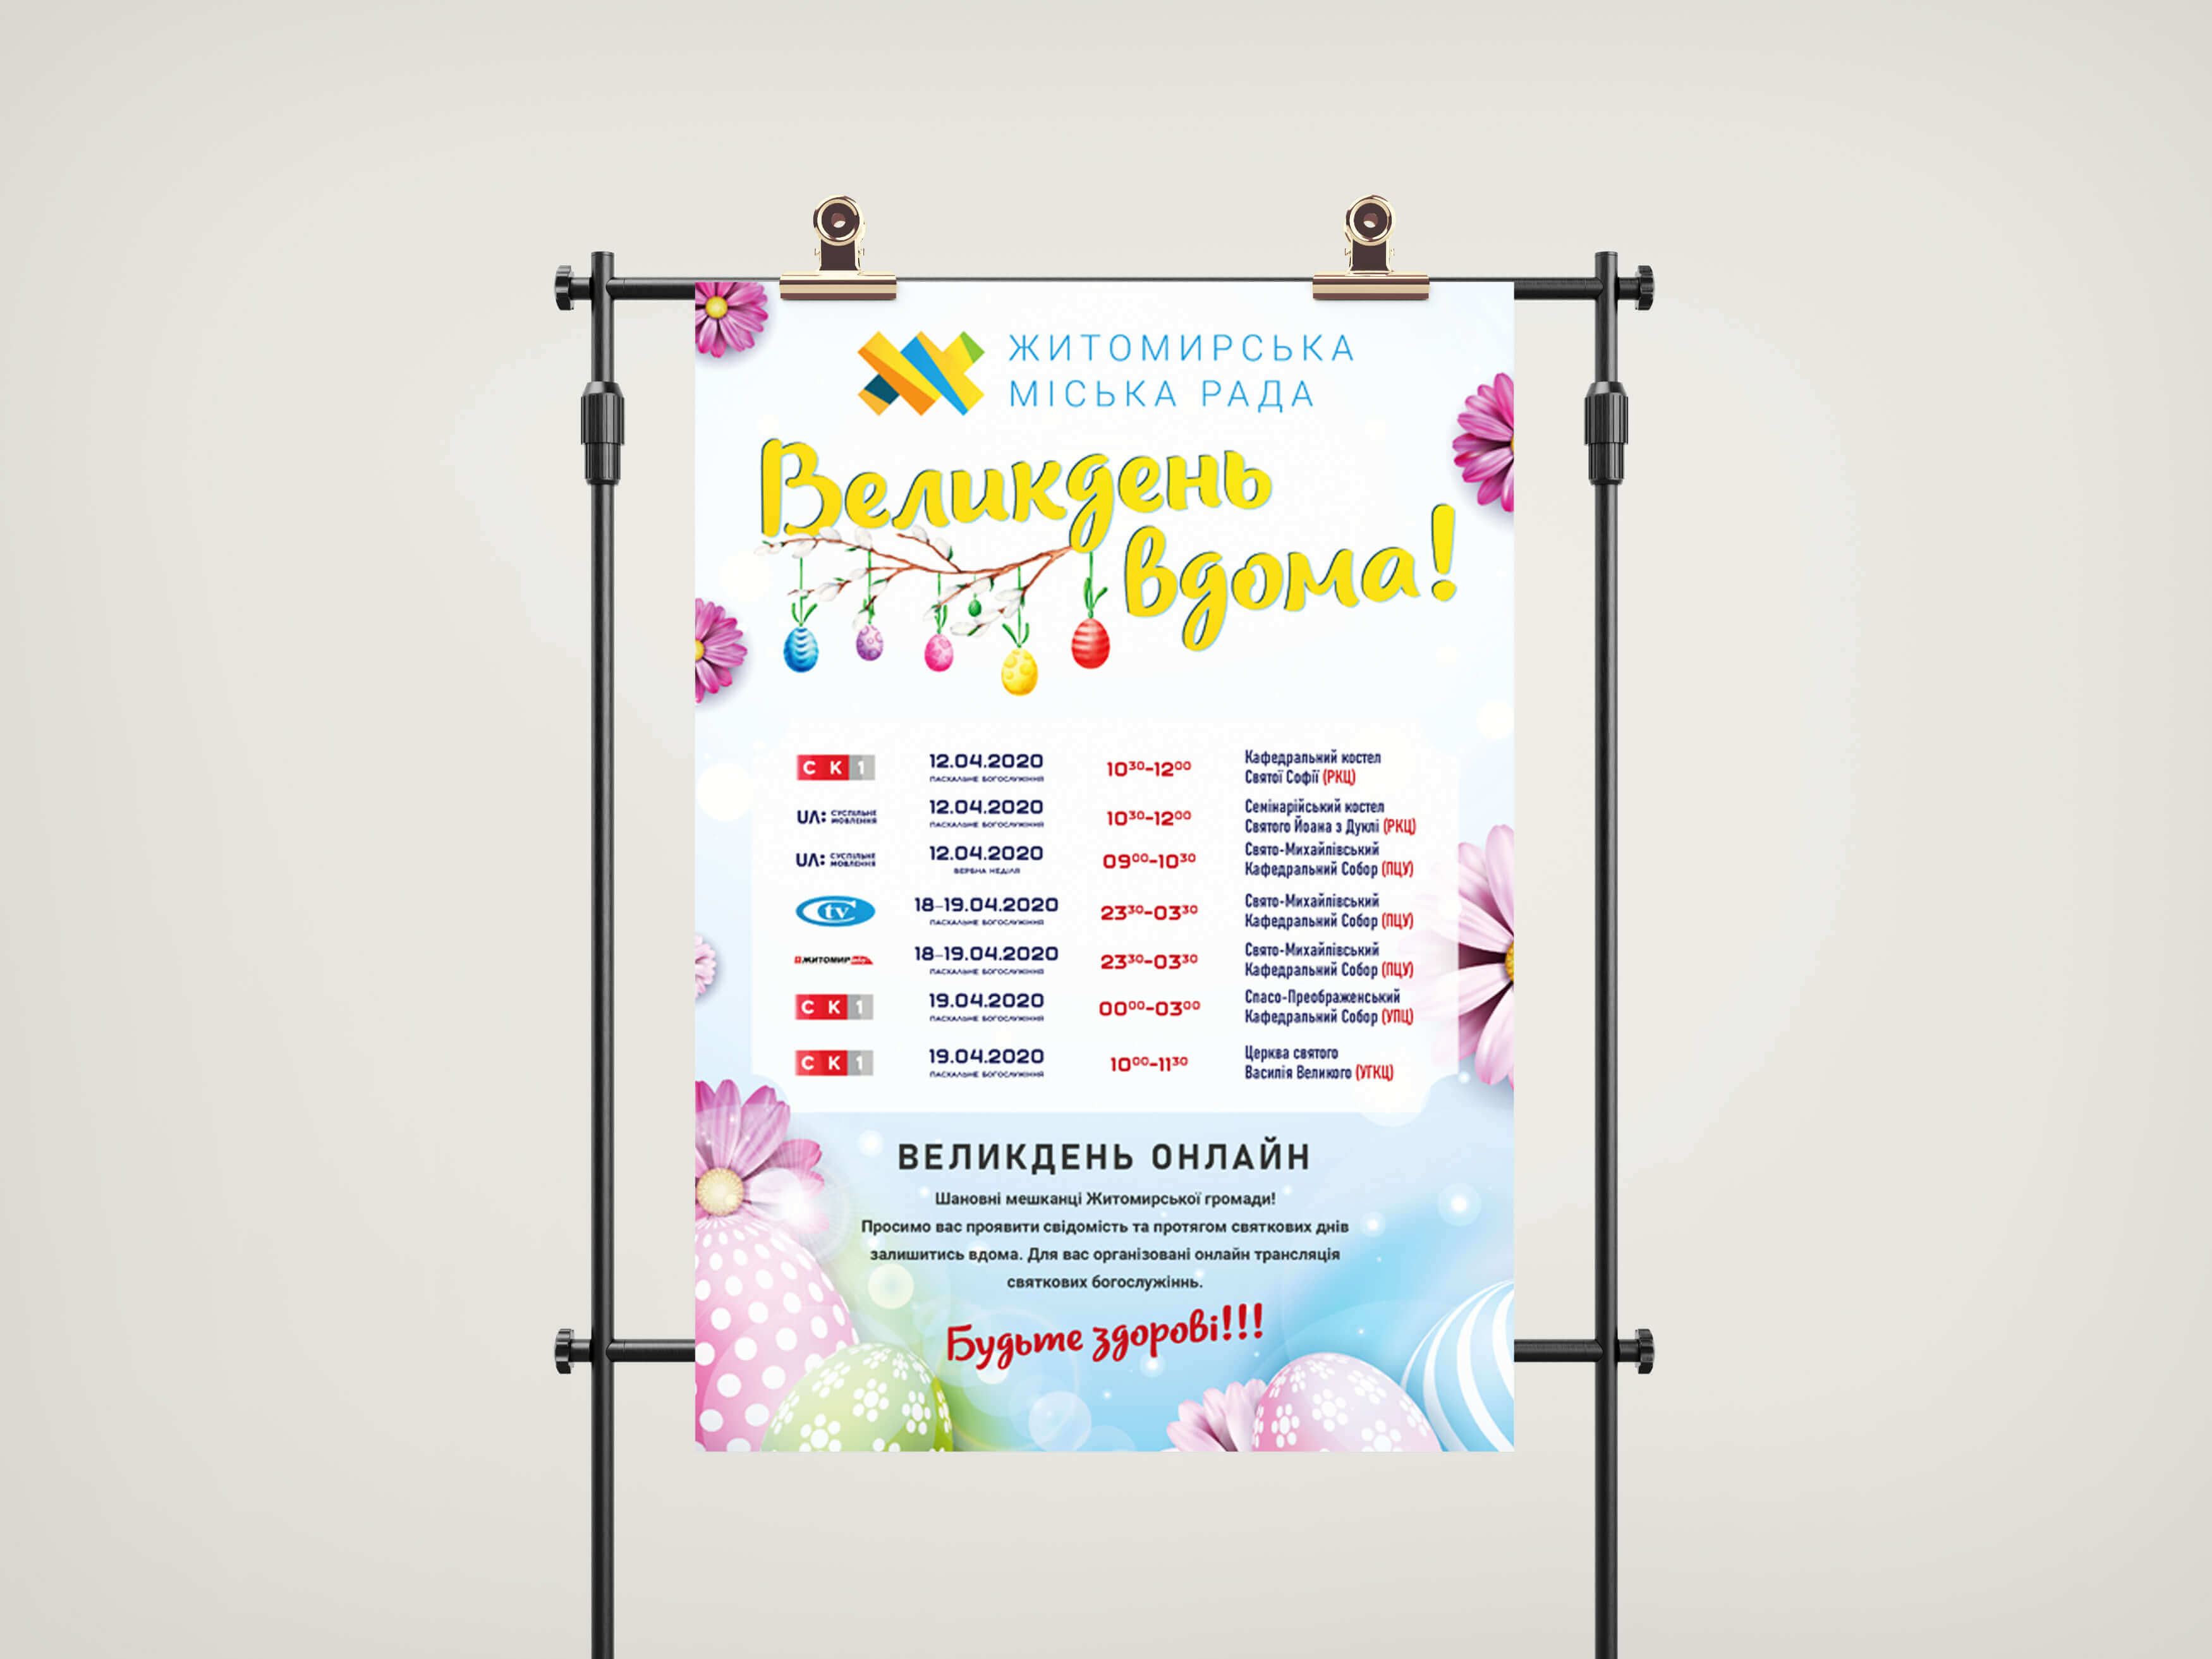 ЖИТОМИРСЬКА
МІСЬКА РАДА
Великдень
вдома!
СК1 12.04.2020 10³⁰-12⁰⁰ Кафедральний костел
ПАСХАЛЬНЕ БОГОСЛУЖІННЯ Святої Софії (РКЦ)
UA: СУСПІЛЬНЕ МОВЛЕННЯ 12.04.2020 10³⁰-12⁰⁰ Семінарійський костел
ПАСХАЛЬНЕ БОГОСЛУЖІННЯ Святого Йоана з Дуклі (РКЦ)
UA: СУСПІЛЬНЕ МОВЛЕННЯ 12.04.2020 09⁰⁰-10³⁰ Свято-Михайлівський
ВЕРБНА НЕДІЛЯ Кафедральний Собор (ПЦУ)
Ctv 18-19.04.2020 23³⁰-03³⁰ Свято-Михайлівський
ПАСХАЛЬНЕ БОГОСЛУЖІННЯ Кафедральний Собор (ПЦУ)
ЖИТОМИР 18-19.04.2020 23³⁰-03³⁰ Свято-Михайлівський
ПАСХАЛЬНЕ БОГОСЛУЖІННЯ Кафедральний Собор (ПЦУ)
СК1 19.04.2020 00⁰⁰-03⁰⁰ Спасо-Преображенський
ПАСХАЛЬНЕ БОГОСЛУЖІННЯ Кафедральний Собор (УПЦ)
СК1 19.04.2020 10⁰⁰-11³⁰ Церква святого
ПАСХАЛЬНЕ БОГОСЛУЖІННЯ Василія Великого (УГКЦ)
ВЕЛИКДЕНЬ ОНЛАЙН
Шановні мешканці Житомирської громади!
Просимо вас проявити свідомість та протягом святкових днів
залишитись вдома. Для вас організовані онлайн трансляція
святкових богослужіннь.
Будьте здорові!!!